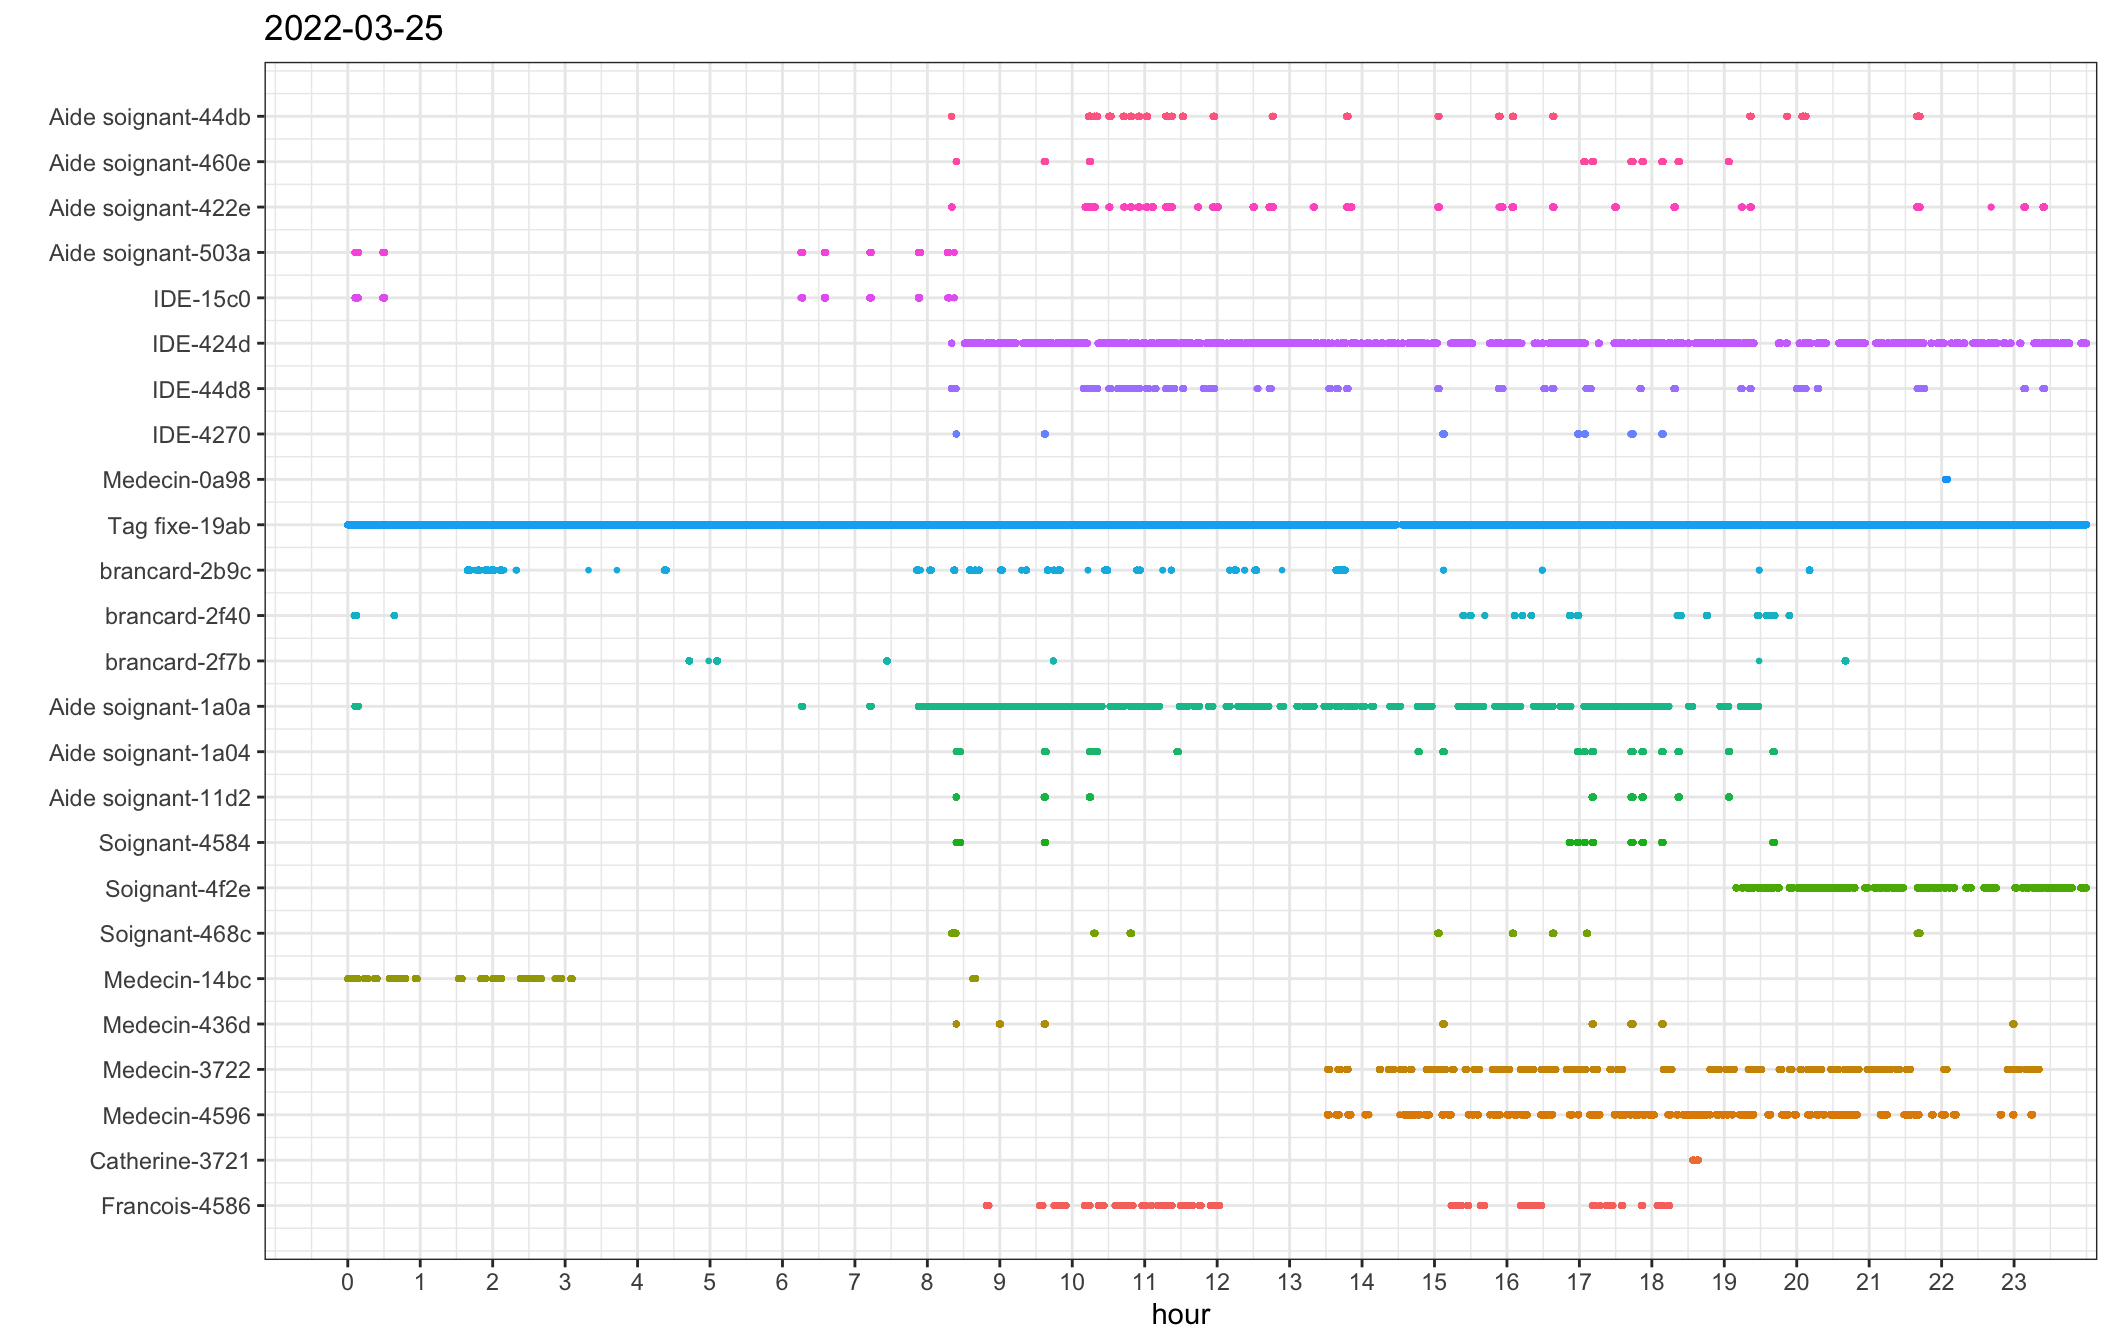 2022-03-25
Aide soignant-44db
Aide soignant-460e
Aide soignant-422e
Aide soignant-503a
IDE-15c0
IDE-424d
IDE-44d8
IDE-4270
Medecin-0a98
Tag fixe-19ab
brancard-2b9c
brancard-2f40
brancard-2f7b
Aide soignant-1a0a
Aide soignant-1a04
Aide soignant-11d2
Soignant-4584
Soignant-4f2e
Soignant-468c
Medecin-14bc
Medecin-436d
Medecin-3722
Medecin-4596
Catherine-3721
Francois-4586
0 1 2 3 4 5 6 7 8 9 10 11 12 13 14 15 16 17 18 19 20 21 22 23
hour